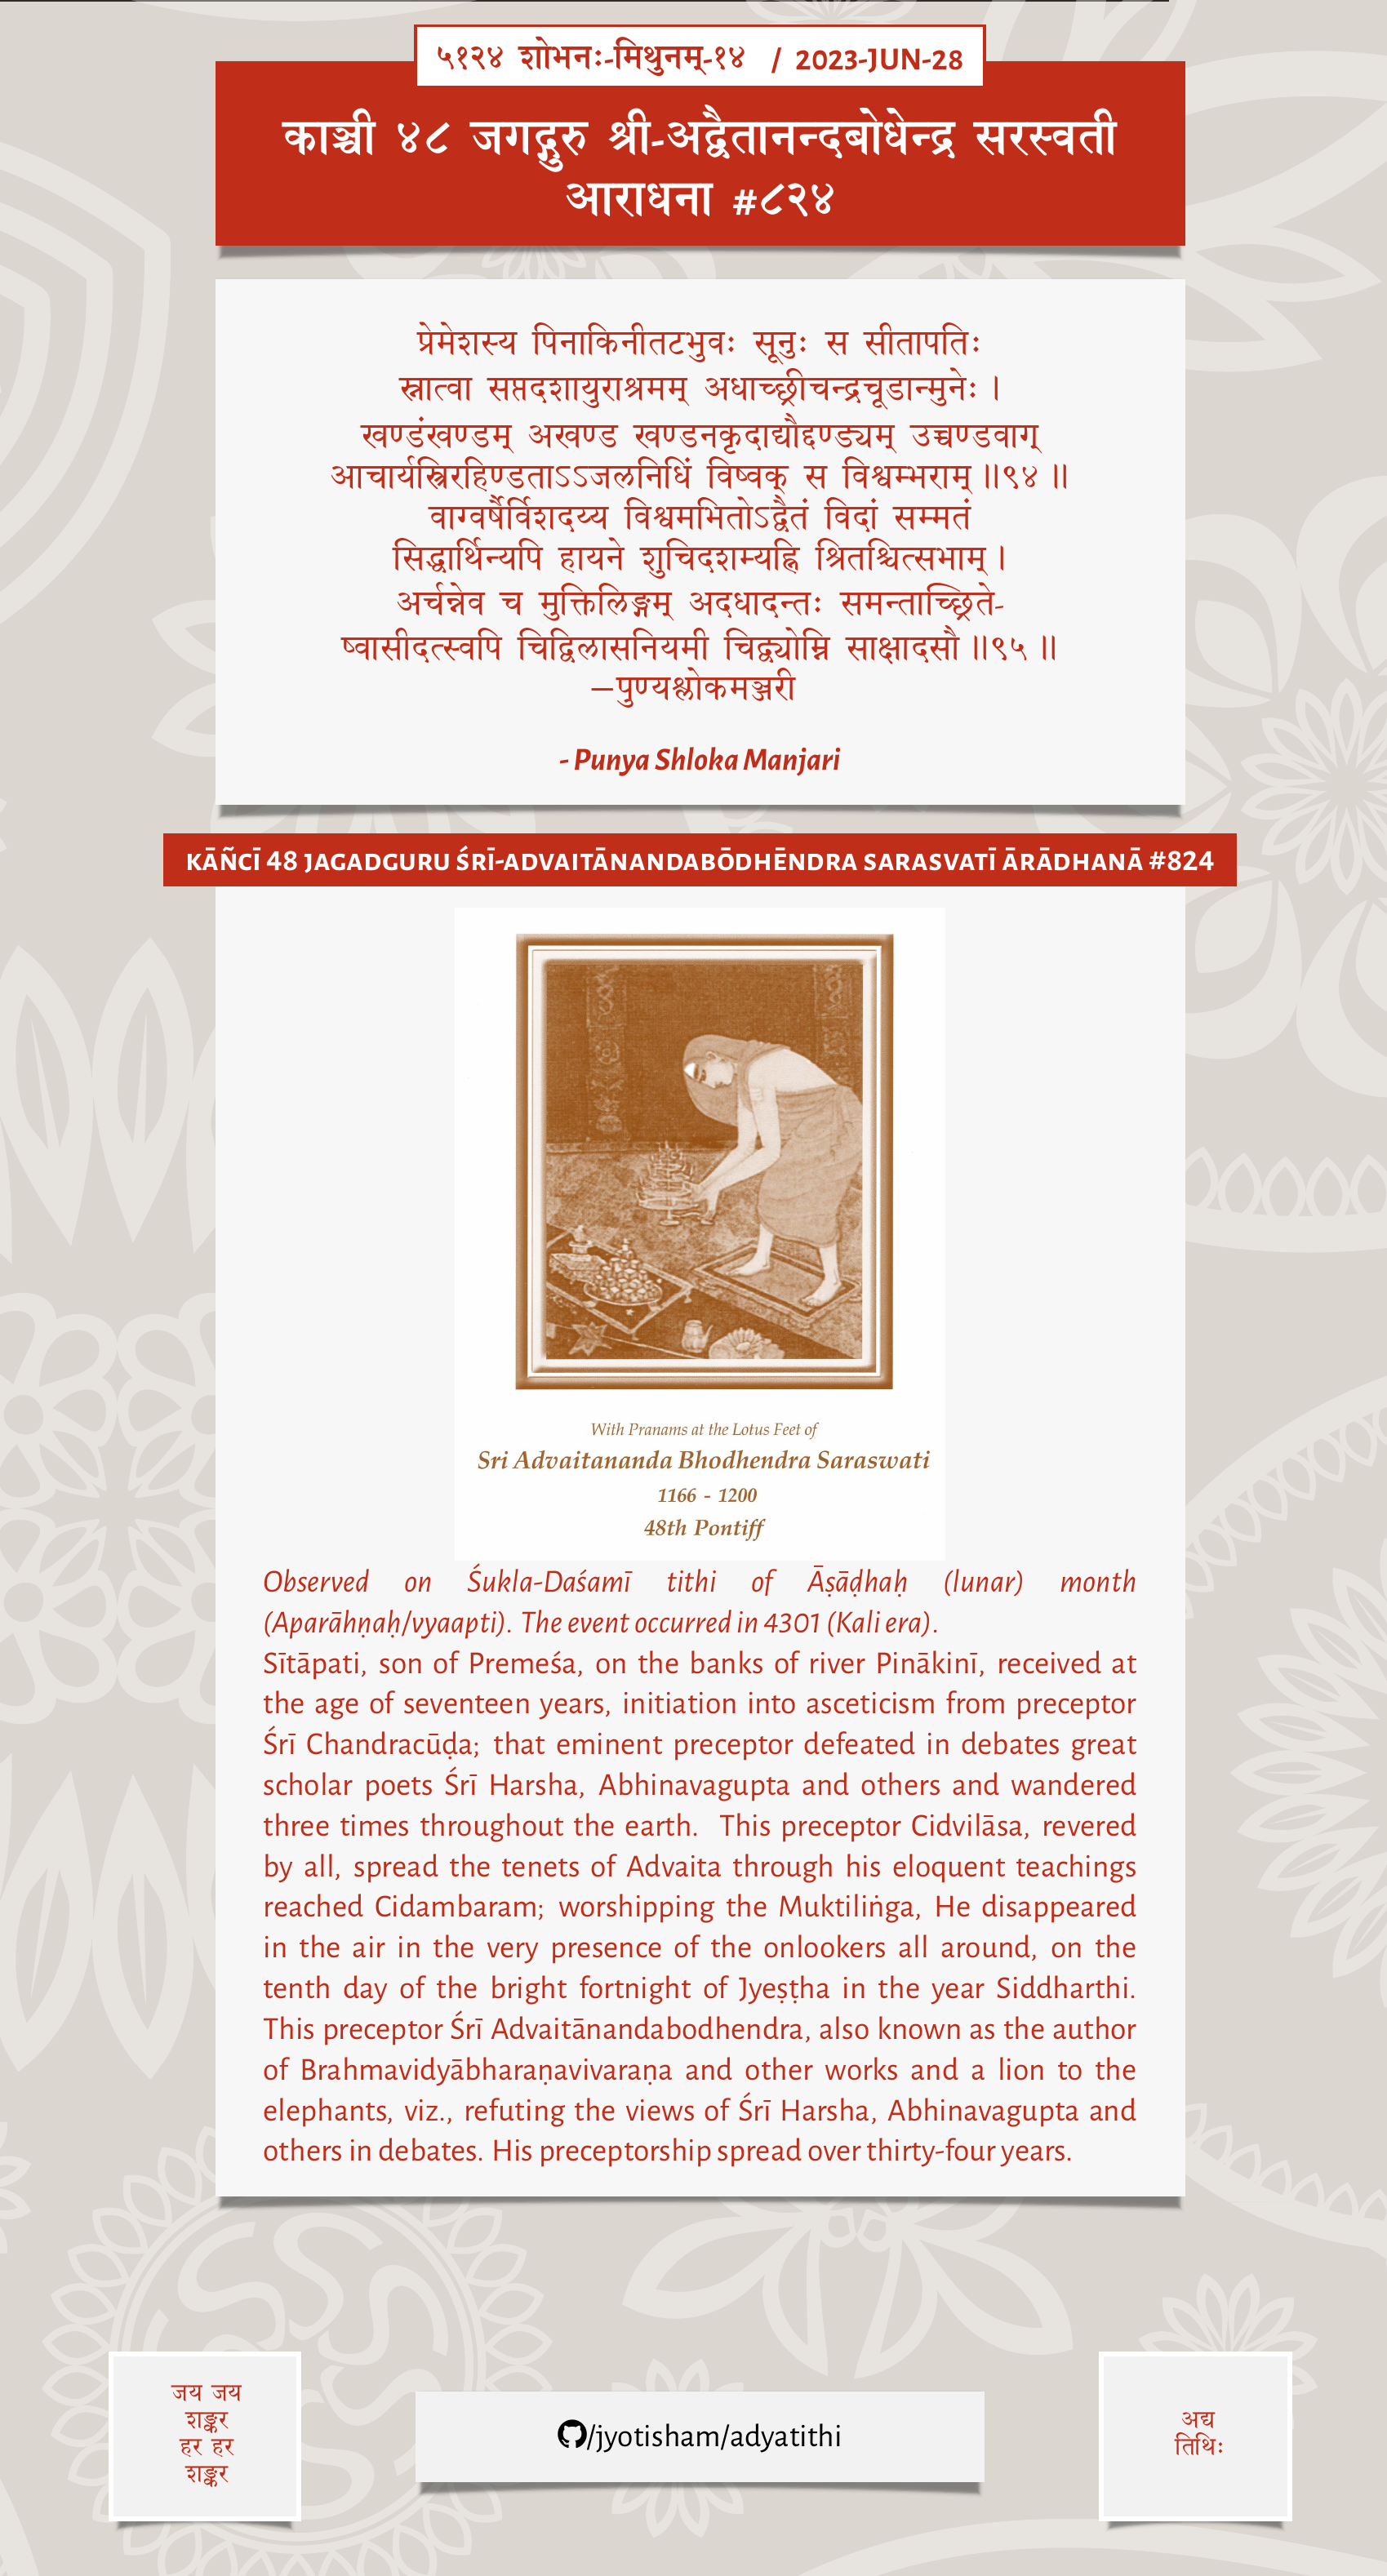 ५१२४ शोभनः-मिथुनम्-१४ / 2023-JUN-28
काञ्ची ४८ जगद्गुरु श्री-अद्वैतानन्दबोधेन्द्र सरस्वती
आराधना #८२४
प्रेमेशस्य पिनाकिनीतटभुवः सूनुः स सीतापतिः
स्नात्वा सप्तदशायुराश्रमम् अधाच्छ्रीचन्द्रचूडान्मुनेः।
खण्डंखण्डम् अखण्ड खण्डनकृदाद्यौद्दण्ड्यम् उच्चण्डवाग्
आचार्यस्त्रिरहिण्डताऽऽजलनिधिं विष्वक् स विश्वम्भराम्॥९४॥
वाग्वर्षैर्विशदय्य विश्वमभितोऽद्वैतं विदां सम्मतं
सिद्धार्थिन्यपि हायने शुचिदशम्यह्नि श्रितश्चित्सभाम्।
अर्चन्नेव च मुक्तिलिङ्गम् अदधादन्तः समन्ताच्छ्रिते-
ष्वासीदत्स्वपि चिद्विलासनियमी चिद्व्योम्नि साक्षादसौ॥९५॥
—पुण्यश्लोकमञ्जरी
- Punya Shloka Manjari
KĀÑCĪ 48 JAGADGURU ŚRĪ-ADVAITĀNANDABŌDHĒNDRA SARASVATĪ ĀRĀDHANĀ #824
With Pranams at the Lotus Feet of
Sri Advaitananda Bhodhendra Saraswati
1166 - 1200
48th Pontiff
Observed on Śukla-Daśamī tithi of Āṣāḍhaḥ (lunar) month
(Aparāhṇaḥ/vyaapti). The event occurred in 4301 (Kali era).
Sītāpati, son of Premeśa, on the banks of river Pinākinī, received at
the age of seventeen years, initiation into asceticism from preceptor
Śrī Chandracūḍa; that eminent preceptor defeated in debates great
scholar poets Śrī Harsha, Abhinavagupta and others and wandered
three times throughout the earth. This preceptor Cidvilāsa, revered
by all, spread the tenets of Advaita through his eloquent teachings
reached Cidambaram; worshipping the Muktiliṅga, He disappeared
in the air in the very presence of the onlookers all around, on the
tenth day of the bright fortnight of Jyeṣṭha in the year Siddharthi.
This preceptor Śrī Advaitānandabodhendra, also known as the author
of Brahmavidyābharaṇavivaraṇa and other works and a lion to the
elephants, viz., refuting the views of Śrī Harsha, Abhinavagupta and
others in debates. His preceptorship spread over thirty-four years.
जय जय
शङ्कर
हर हर
शङ्कर
/jyotisham/adyatithi
अद्य
तिथिः